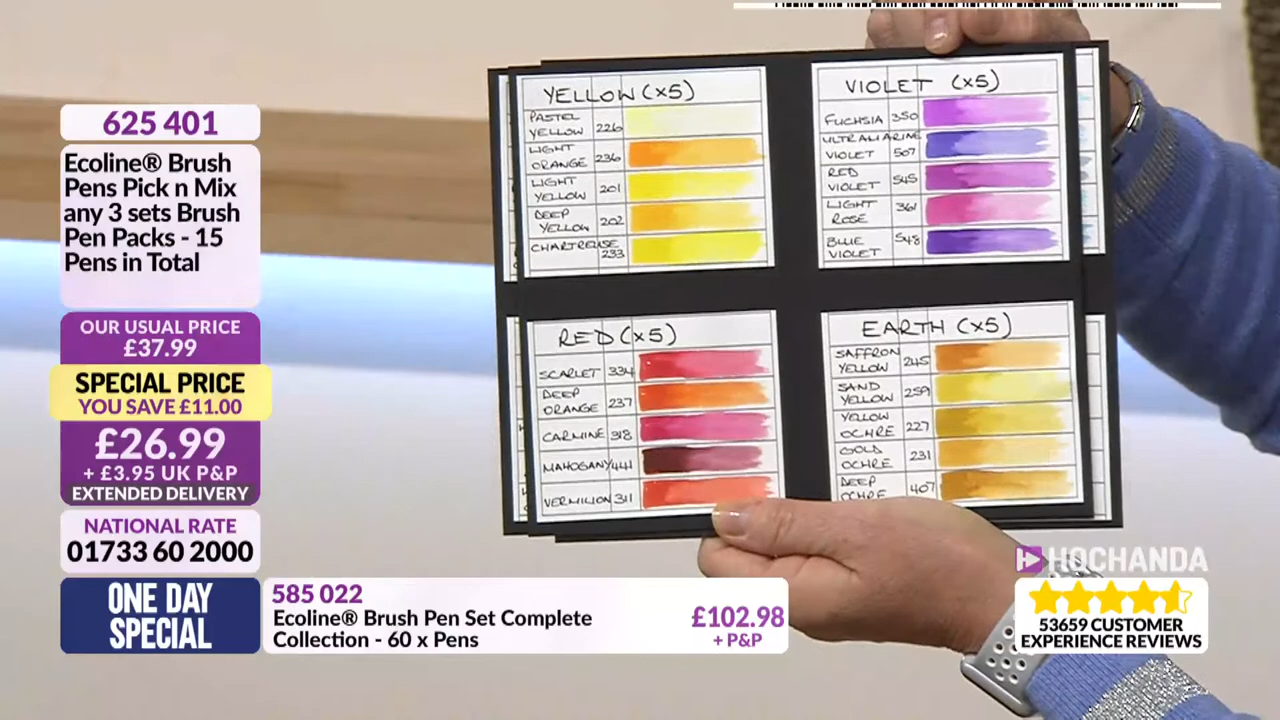 625 401
Ecoline® Brush
Pens Pick n Mix
any 3 sets Brush
Pen Packs - 15
Pens in Total
OUR USUAL PRICE
£37.99
SPECIAL PRICE
YOU SAVE £11.00
£26.99
+ £3.95 UK P&P
EXTENDED DELIVERY
NATIONAL RATE
01733 60 2000
ONE DAY
SPECIAL
585 022
Ecoline® Brush Pen Set Complete
Collection - 60 x Pens
£102.98
+ P&P
YELLOW (x5)
PASTEL
YELLOW 226
LIGHT
ORANGE 236
LIGHT
YELLOW 201
DEEP
YELLOW 202
CHARTREUSE
233
VIOLET (x5)
FUCHSIA 350
ULTRAMARINE
VIOLET 507
RED
VIOLET 545
LIGHT
ROSE 361
BLUE
VIOLET 548
RED (x5)
SCARLET 334
DEEP
ORANGE 237
CARMINE 318
MAHOGANY 441
VERMILION 311
EARTH (x5)
SAFFRON
YELLOW 245
SAND
YELLOW 259
YELLOW
OCHRE 227
GOLD
OCHRE 231
DEEP
OCHRE 407
HOCHANDA
53659 CUSTOMER
EXPERIENCE REVIEWS